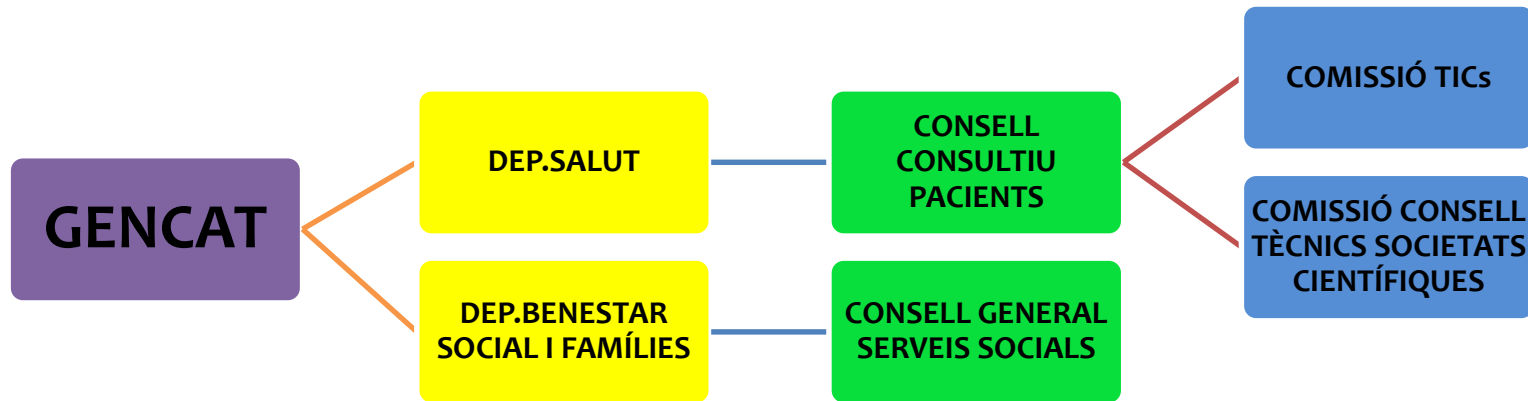 GENCAT
DEP.SALUT
DEP.BENESTAR
SOCIAL I FAMÍLIES
CONSELL
CONSULTIU
PACIENTS
CONSELL GENERAL
SERVEIS SOCIALS
COMISSIÓ TICs
COMISSIÓ CONSELL
TÈCNICS SOCIETATS
CIENTÍFIQUES